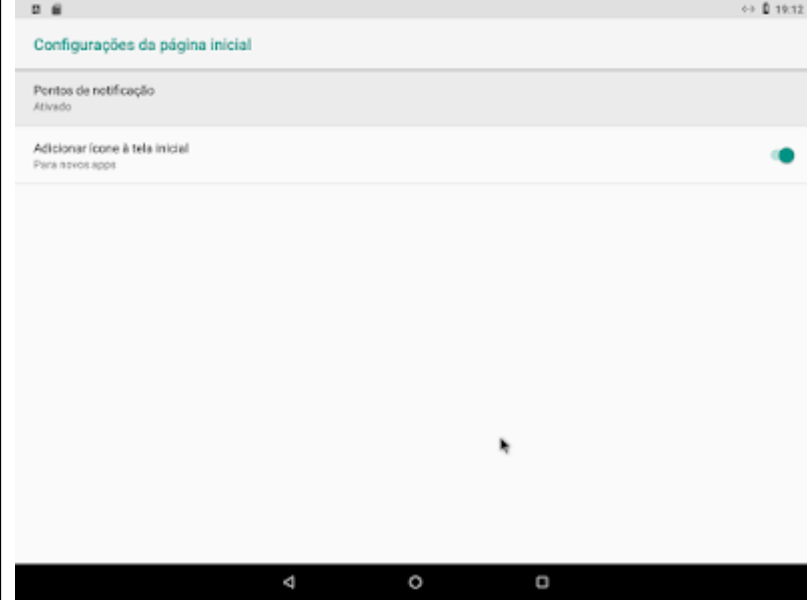 19:12
Configurações da página inicial
Pontos de notificação
Ativado
Adicionar ícone à tela inicial
Para novos apps